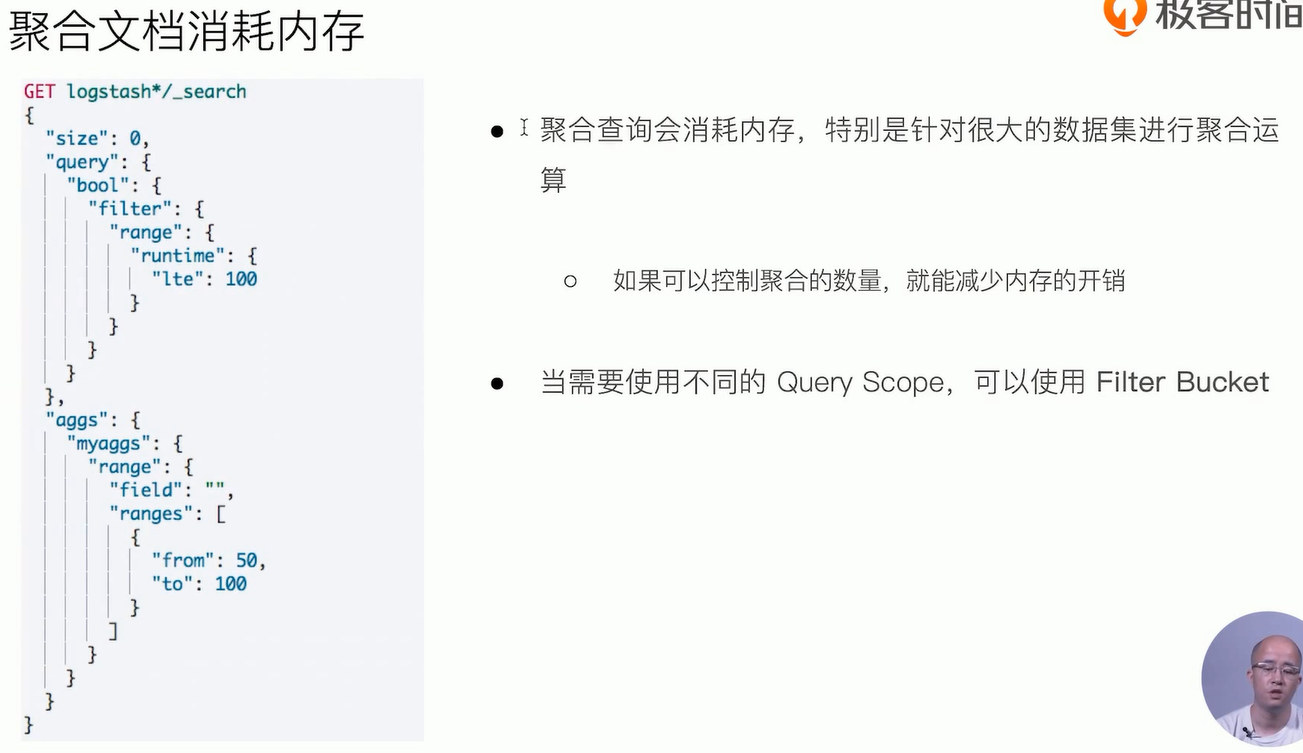 聚合文档消耗内存
极客时间
GET logstash*/_search
{
  "size": 0,
  "query": {
    "bool": {
      "filter": {
        "range": {
          "runtime": {
            "lte": 100
          }
        }
      }
    }
  },
  "aggs": {
    "myaggs": {
      "range": {
        "field": "",
        "ranges": [
          {
            "from": 50,
            "to": 100
          }
        ]
      }
    }
  }
}
● 聚合查询会消耗内存，特别是针对很大的数据集进行聚合运
算
○ 如果可以控制聚合的数量，就能减少内存的开销
● 当需要使用不同的 Query Scope，可以使用 Filter Bucket